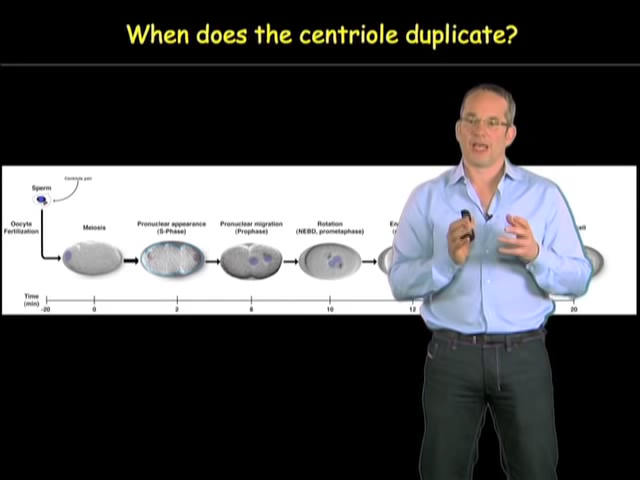 When does the centriole duplicate?
Centriole pair
Sperm
Oocyte
Fertilization
Meiosis
Pronuclear appearance
(S-Phase)
Pronuclear migration
(Prophase)
Rotation
(NEBD, prometaphase)
Time
(min)
-20
0
2
8
10
12
20